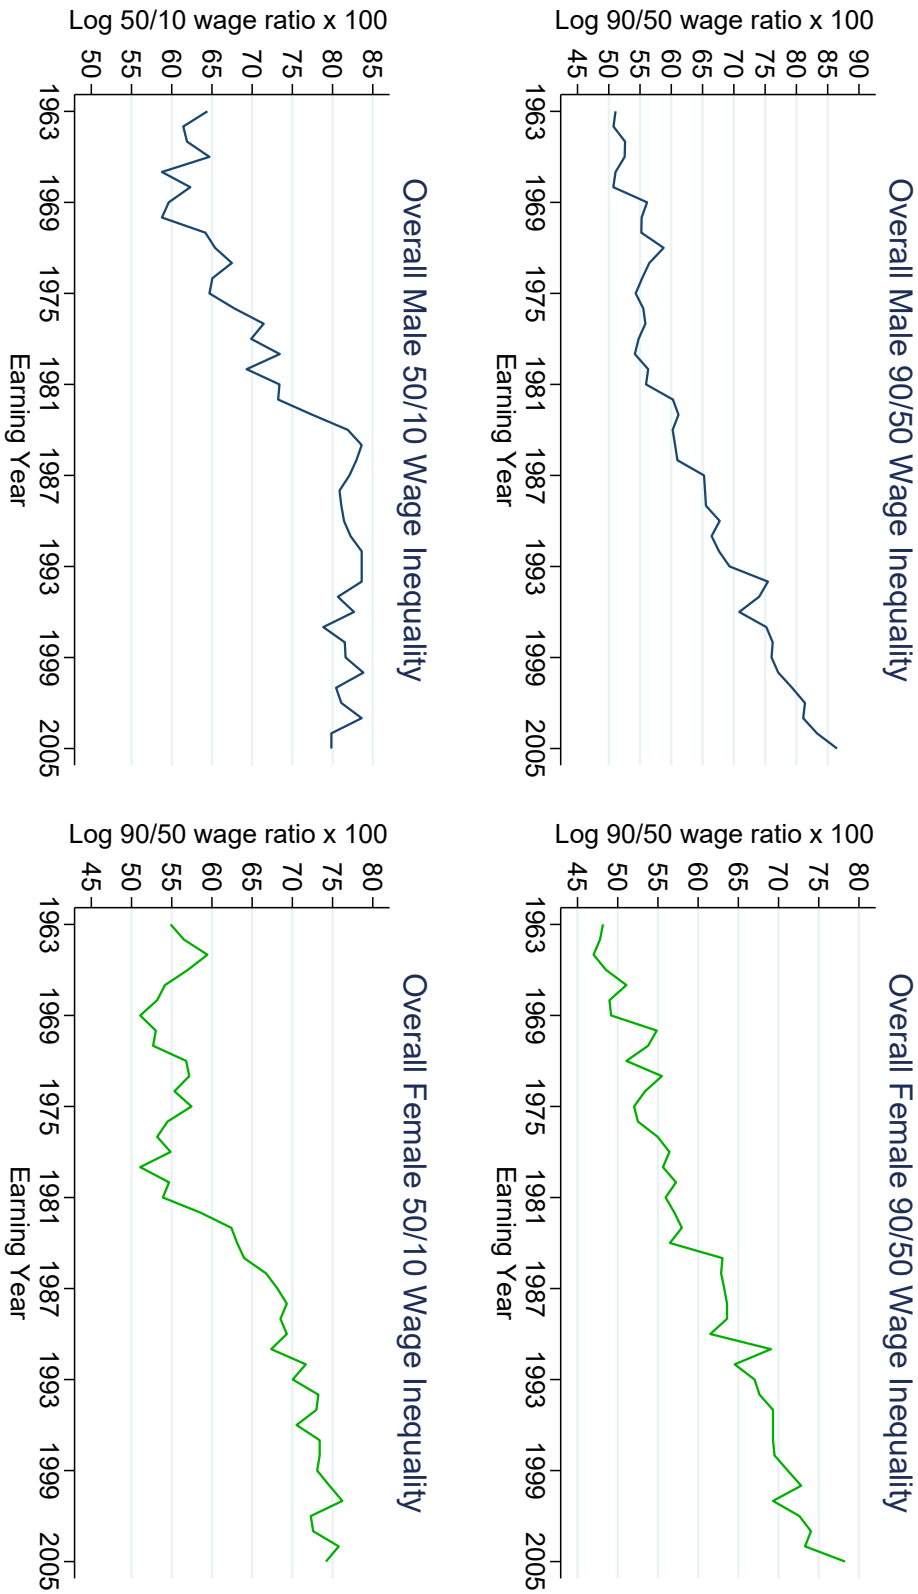 Overall Male 90/50 Wage Inequality
Log 90/50 wage ratio x 100
90
85
80
75
70
65
60
55
50
45
1963 1969 1975 1981 1987 1993 1999 2005
Earning Year
Overall Female 90/50 Wage Inequality
Log 90/50 wage ratio x 100
80
75
70
65
60
55
50
45
1963 1969 1975 1981 1987 1993 1999 2005
Earning Year
Overall Male 50/10 Wage Inequality
Log 50/10 wage ratio x 100
85
80
75
70
65
60
55
50
1963 1969 1975 1981 1987 1993 1999 2005
Earning Year
Overall Female 50/10 Wage Inequality
Log 90/50 wage ratio x 100
80
75
70
65
60
55
50
45
1963 1969 1975 1981 1987 1993 1999 2005
Earning Year